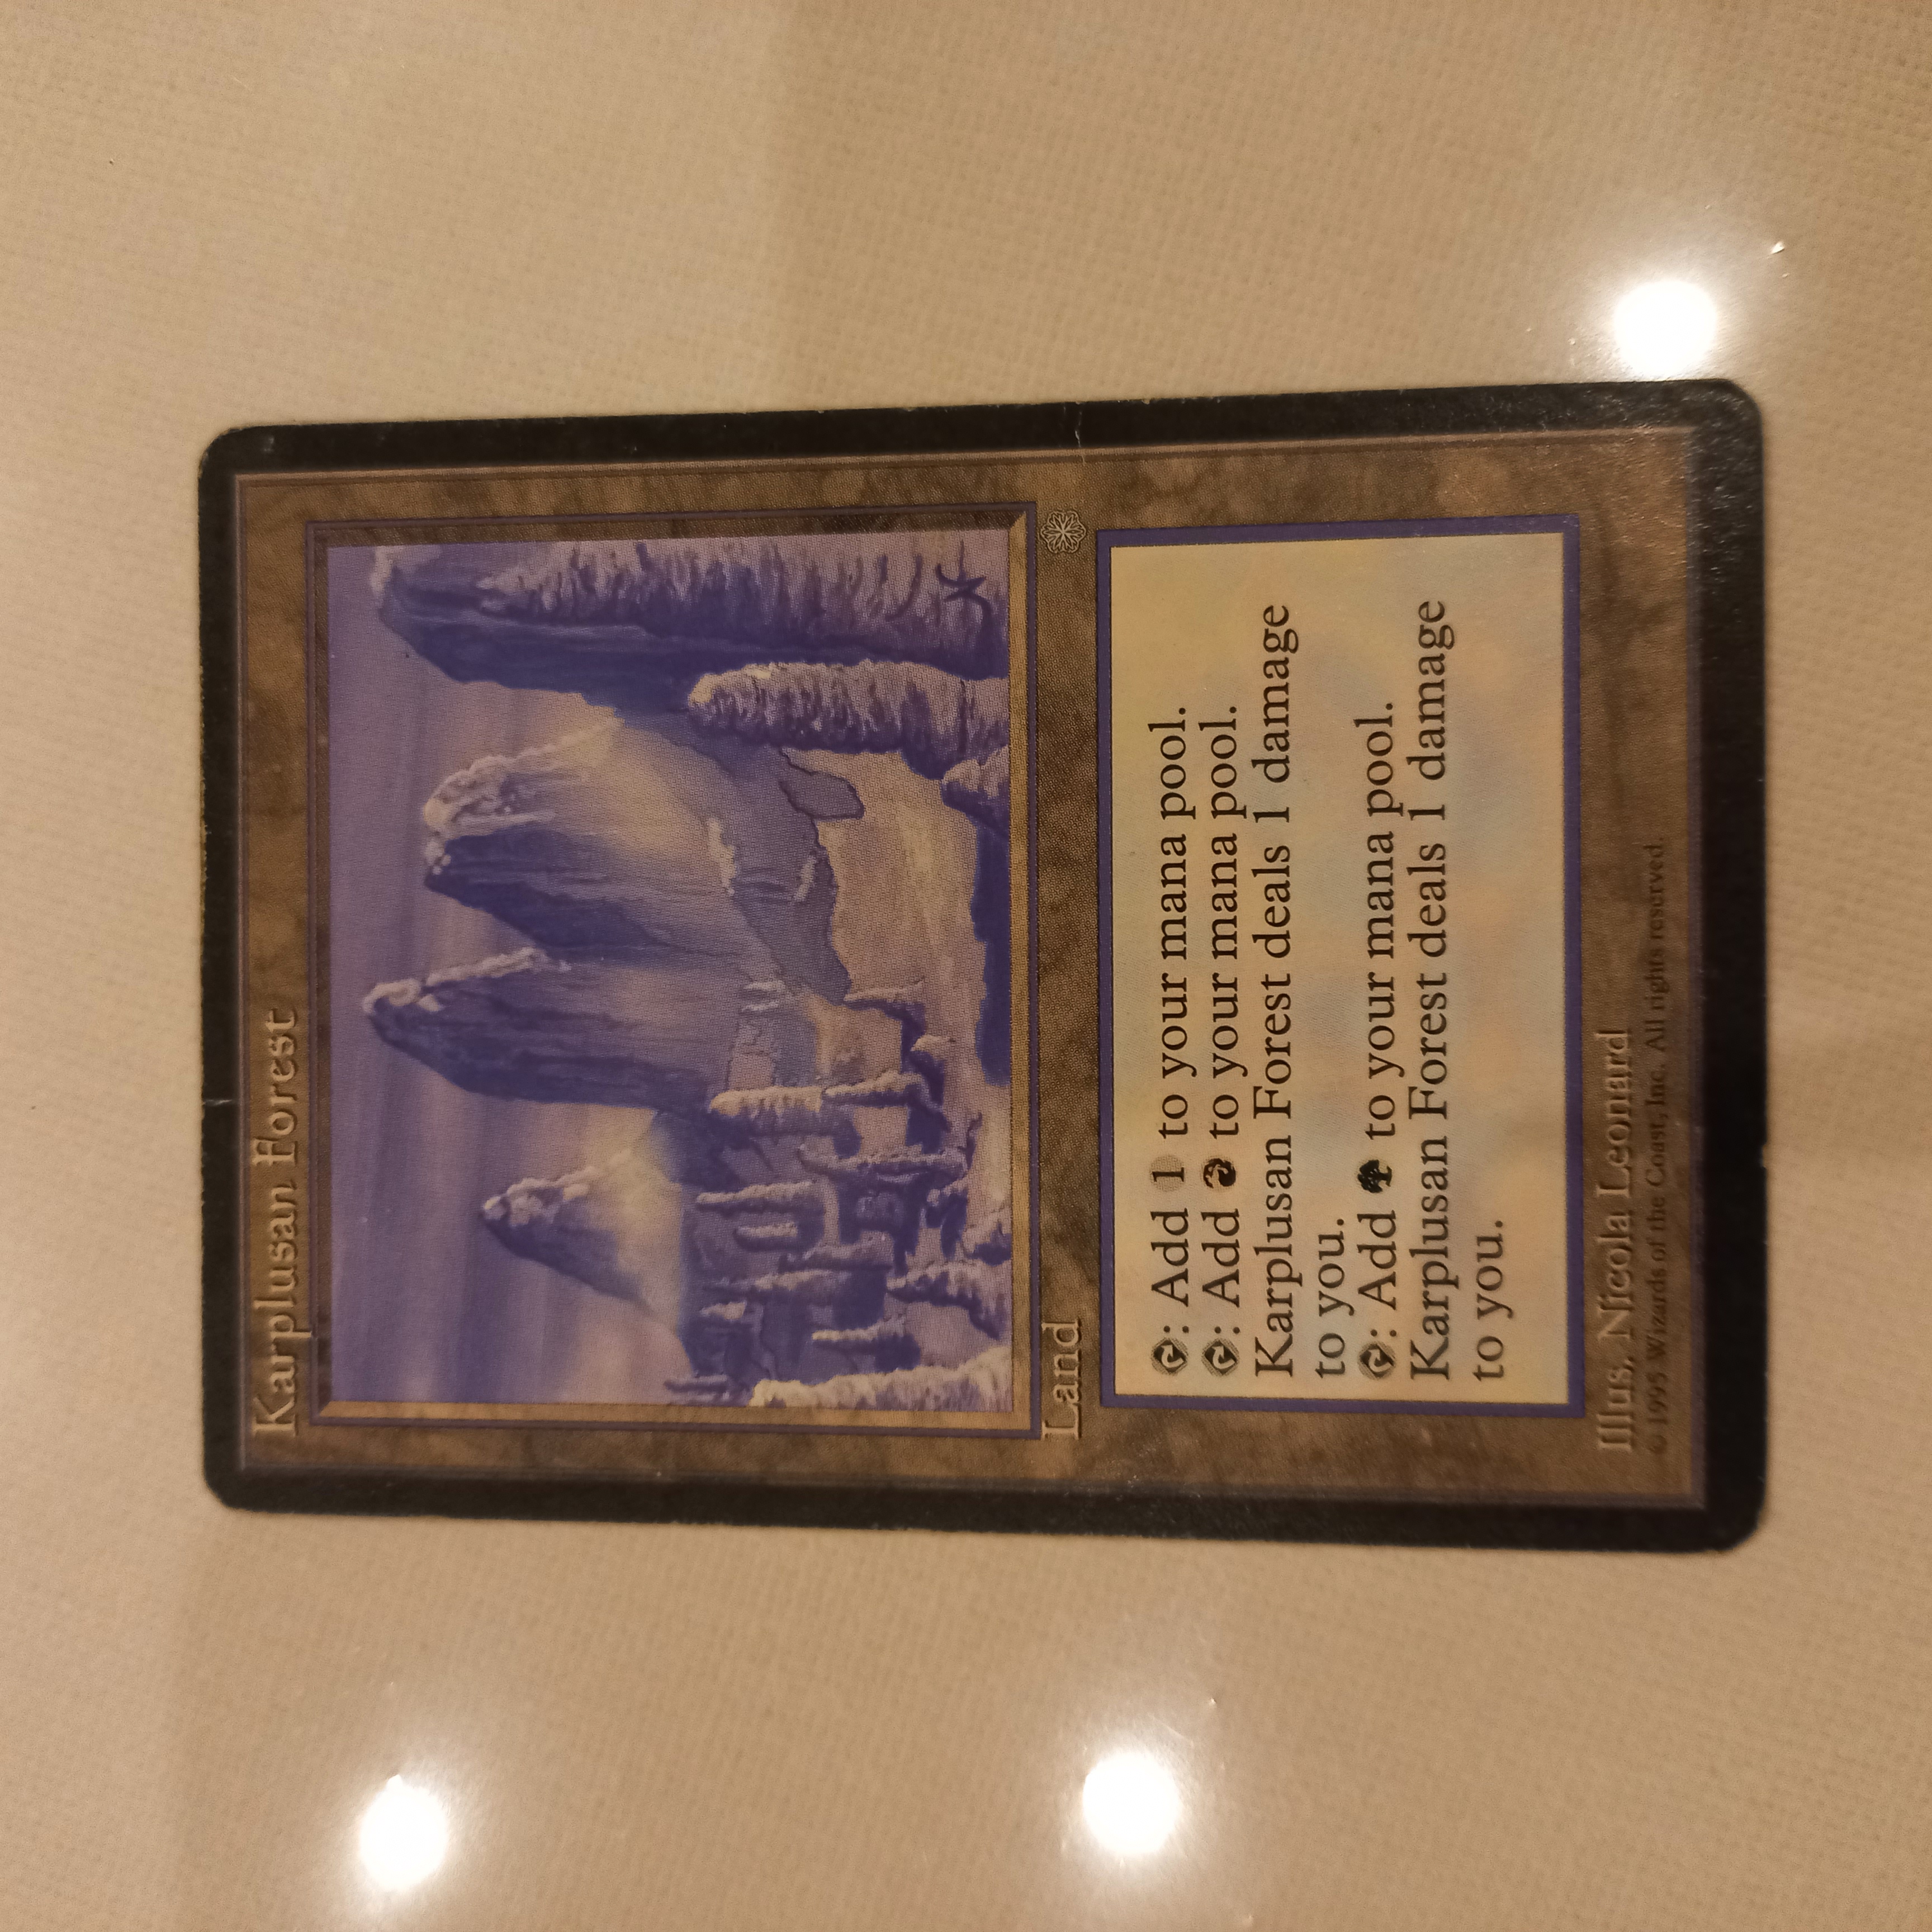 Karplusan Forest
Land
: Add 1 to your mana pool.
: Add to your mana pool.
Karplusan Forest deals 1 damage
to you.
: Add to your mana pool.
Karplusan Forest deals 1 damage
to you.
Illus. Nicola Leonard
© 1995 Wizards of the Coast, Inc. All rights reserved.